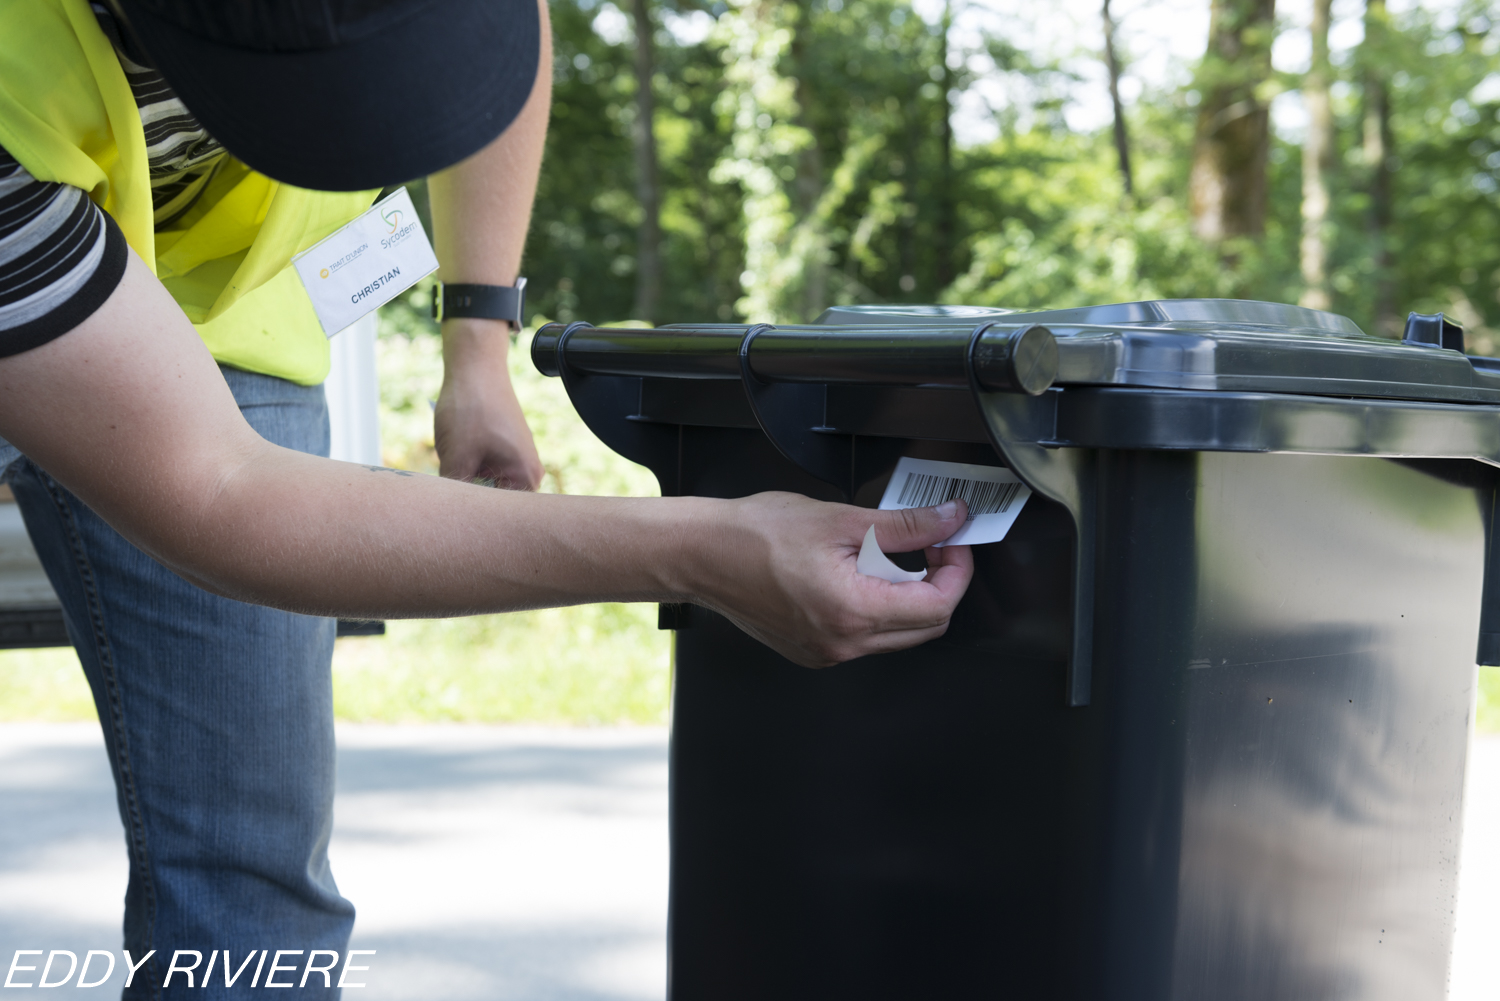 TRAIT D'UNION
Sycodem
CHRISTIAN
EDDY RIVIERE